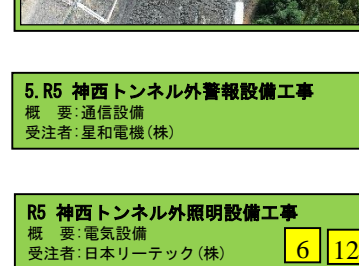 5.R5 神西トンネル外警報設備工事
概　要:通信設備
受注者:星和電機(株)
R5 神西トンネル外照明設備工事
概　要:電気設備
受注者:日本リーテック(株)
6 12